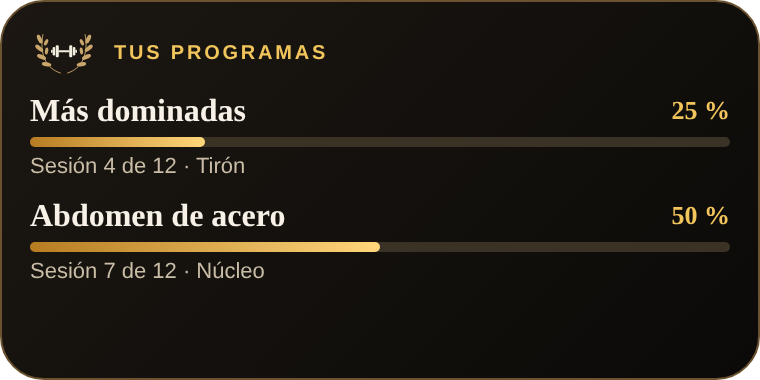 TUS PROGRAMAS
Más dominadas 25 %
Sesión 4 de 12 · Tirón
Abdomen de acero 50 %
Sesión 7 de 12 · Núcleo